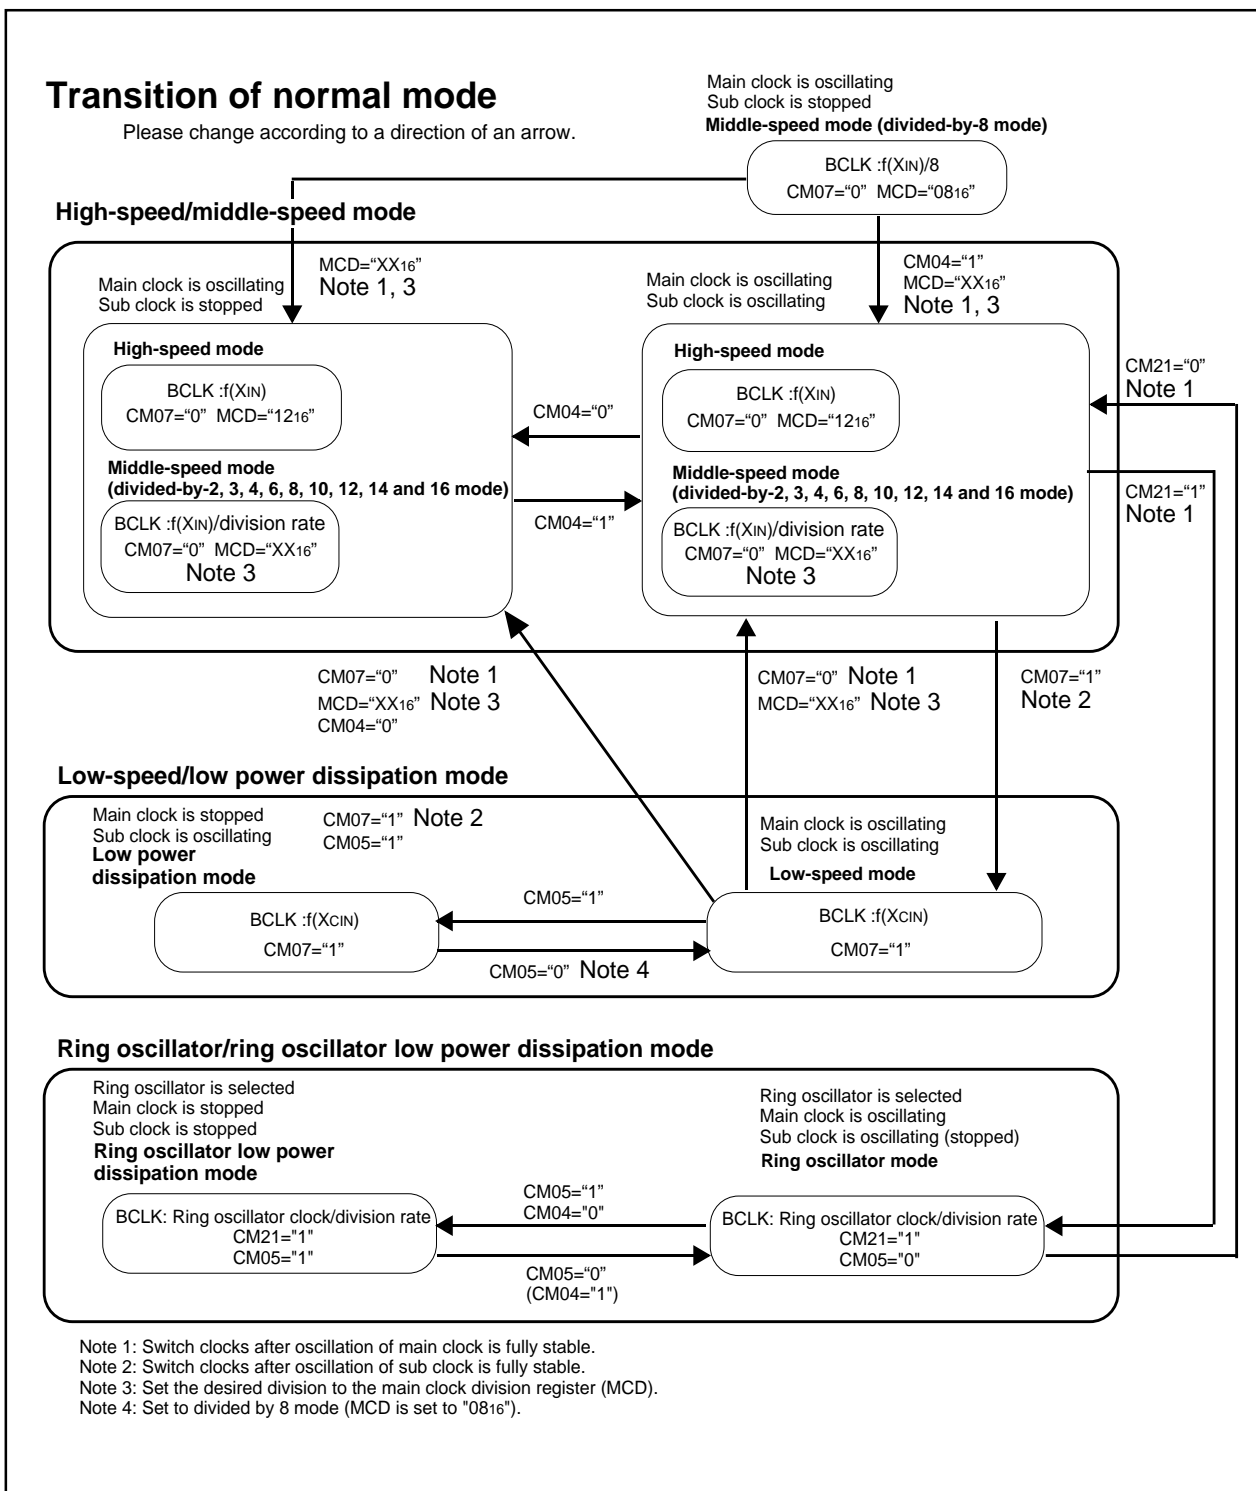 Transition of normal mode
Please change according to a direction of an arrow.
Main clock is oscillating
Sub clock is stopped
Middle-speed mode (divided-by-8 mode)
BCLK :f(XIN)/8
CM07=“0” MCD=“0816”
High-speed/middle-speed mode
MCD=“XX16”
Note 1, 3
Main clock is oscillating
Sub clock is stopped
Main clock is oscillating
Sub clock is oscillating
CM04=“1”
MCD=“XX16”
Note 1, 3
High-speed mode
BCLK :f(XIN)
CM07=“0” MCD=“1216”
Middle-speed mode
(divided-by-2, 3, 4, 6, 8, 10, 12, 14 and 16 mode)
BCLK :f(XIN)/division rate
CM07=“0” MCD=“XX16”
Note 3
CM04=“0”
CM04=“1”
High-speed mode
BCLK :f(XIN)
CM07=“0” MCD=“1216”
Middle-speed mode
(divided-by-2, 3, 4, 6, 8, 10, 12, 14 and 16 mode)
BCLK :f(XIN)/division rate
CM07=“0” MCD=“XX16”
Note 3
CM21=“0”
Note 1
CM21=“1”
Note 1
CM07=“0” Note 1
MCD=“XX16” Note 3
CM04=“0”
CM07=“0” Note 1
MCD=“XX16” Note 3
CM07=“1”
Note 2
Low-speed/low power dissipation mode
Main clock is stopped
Sub clock is oscillating
Low power
dissipation mode
CM07=“1” Note 2
CM05=“1”
Main clock is oscillating
Sub clock is oscillating
Low-speed mode
BCLK :f(XCIN)
CM07=“1”
CM05=“1”
CM05=“0” Note 4
BCLK :f(XCIN)
CM07=“1”
Ring oscillator/ring oscillator low power dissipation mode
Ring oscillator is selected
Main clock is stopped
Sub clock is stopped
Ring oscillator low power
dissipation mode
Ring oscillator is selected
Main clock is oscillating
Sub clock is oscillating (stopped)
Ring oscillator mode
BCLK: Ring oscillator clock/division rate
CM21="1"
CM05="1"
CM05=“1”
CM04="0"
CM05=“0”
(CM04="1")
BCLK: Ring oscillator clock/division rate
CM21="1"
CM05="0"
Note 1: Switch clocks after oscillation of main clock is fully stable.
Note 2: Switch clocks after oscillation of sub clock is fully stable.
Note 3: Set the desired division to the main clock division register (MCD).
Note 4: Set to divided by 8 mode (MCD is set to "0816").